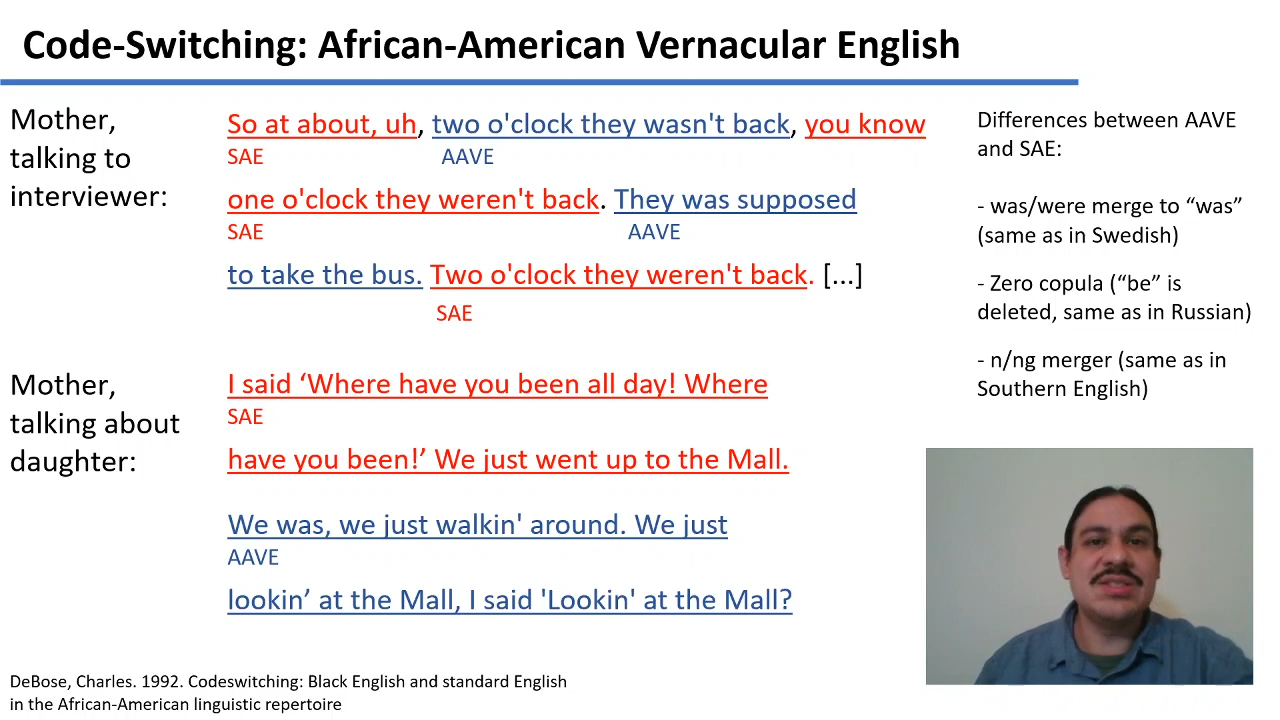 Code-Switching: African-American Vernacular English
Mother,
talking to
interviewer:
So at about, uh, two o'clock they wasn't back, you know
SAE AAVE
one o'clock they weren't back. They was supposed
SAE AAVE
to take the bus. Two o'clock they weren't back. [...]
SAE
Mother,
talking about
daughter:
I said ‘Where have you been all day! Where
SAE
have you been!’ We just went up to the Mall.
We was, we just walkin' around. We just
AAVE
lookin’ at the Mall, I said 'Lookin' at the Mall?
Differences between AAVE
and SAE:
- was/were merge to “was”
(same as in Swedish)
- Zero copula (“be” is
deleted, same as in Russian)
- n/ng merger (same as in
Southern English)
DeBose, Charles. 1992. Codeswitching: Black English and standard English
in the African-American linguistic repertoire